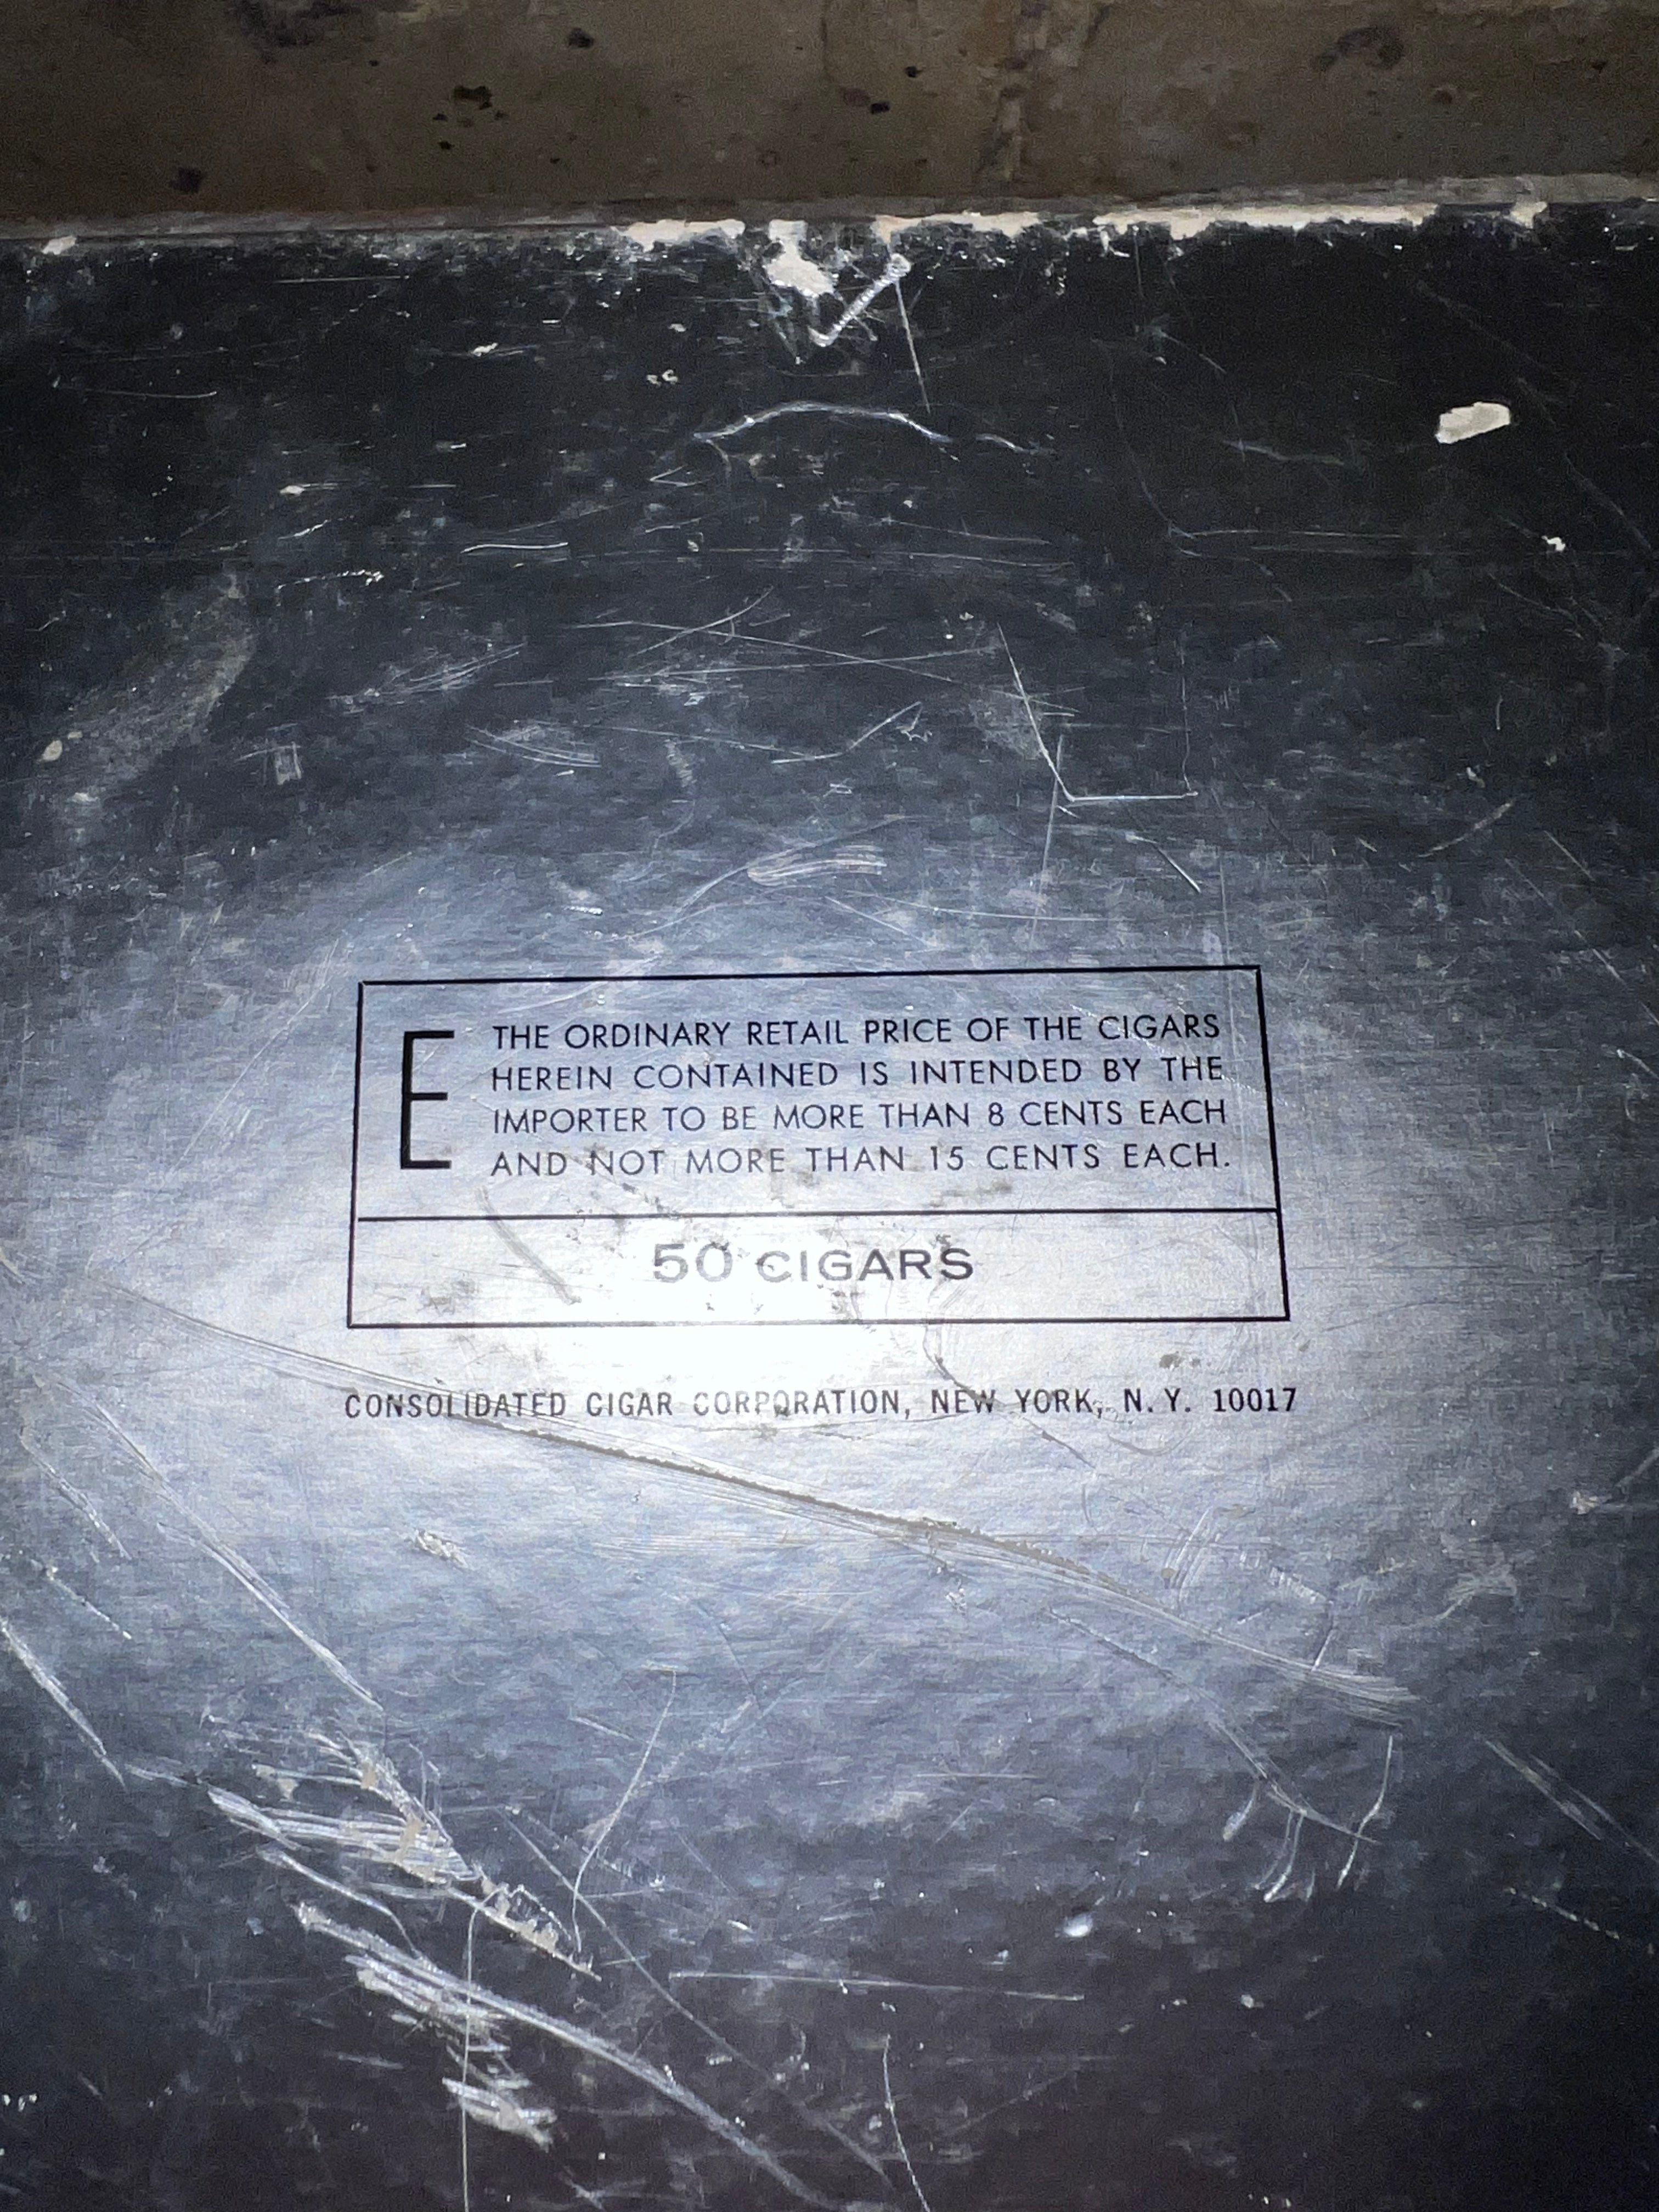 E
THE ORDINARY RETAIL PRICE OF THE CIGARS
HEREIN CONTAINED IS INTENDED BY THE
IMPORTER TO BE MORE THAN 8 CENTS EACH
AND NOT MORE THAN 15 CENTS EACH.
50 CIGARS
CONSOLIDATED CIGAR CORPORATION, NEW YORK, N.Y. 10017